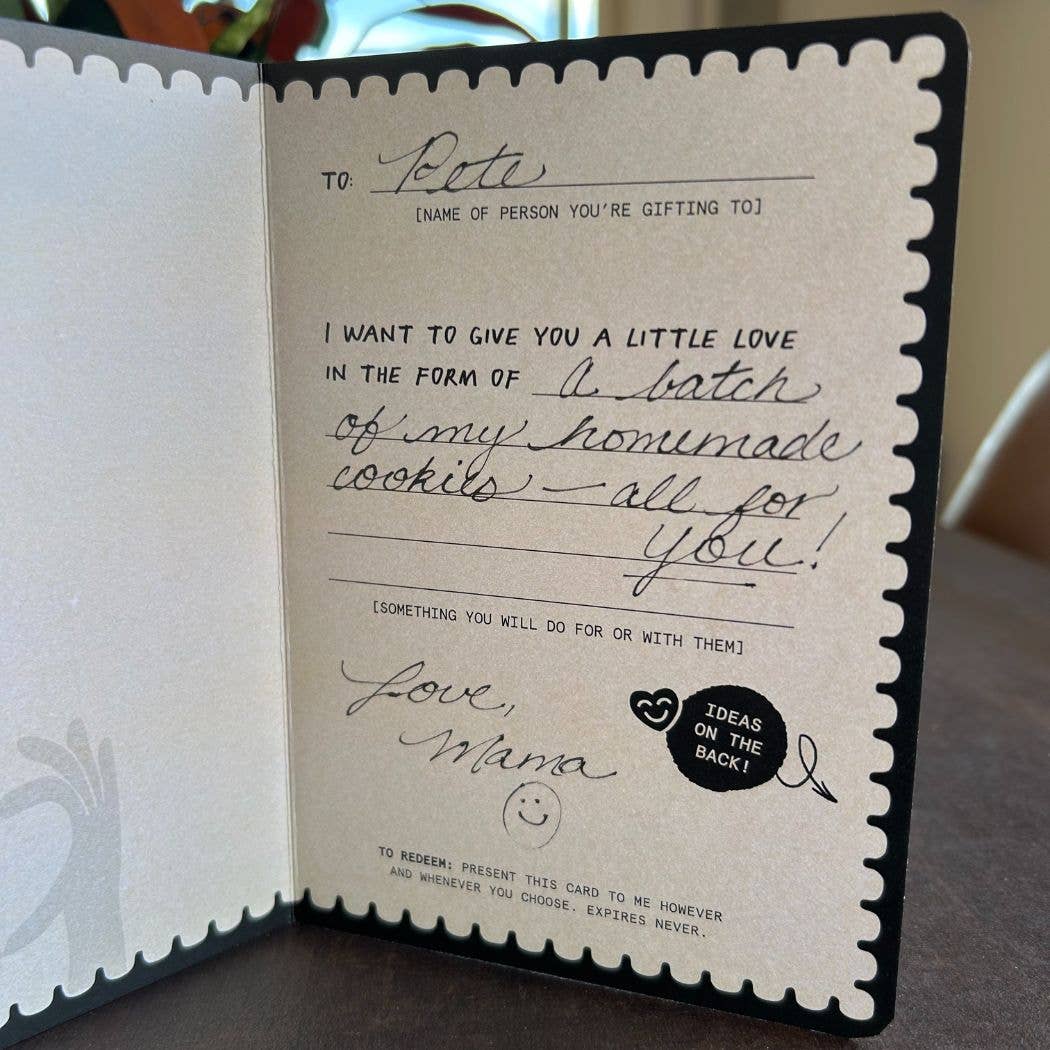 TO: Pete
[NAME OF PERSON YOU'RE GIFTING TO]
I WANT TO GIVE YOU A LITTLE LOVE
IN THE FORM OF A batch
of my homemade
cookies — all for
you!
[SOMETHING YOU WILL DO FOR OR WITH THEM]
Love,
Mama
IDEAS
ON THE
BACK!
TO REDEEM: PRESENT THIS CARD TO ME HOWEVER
AND WHENEVER YOU CHOOSE. EXPIRES NEVER.